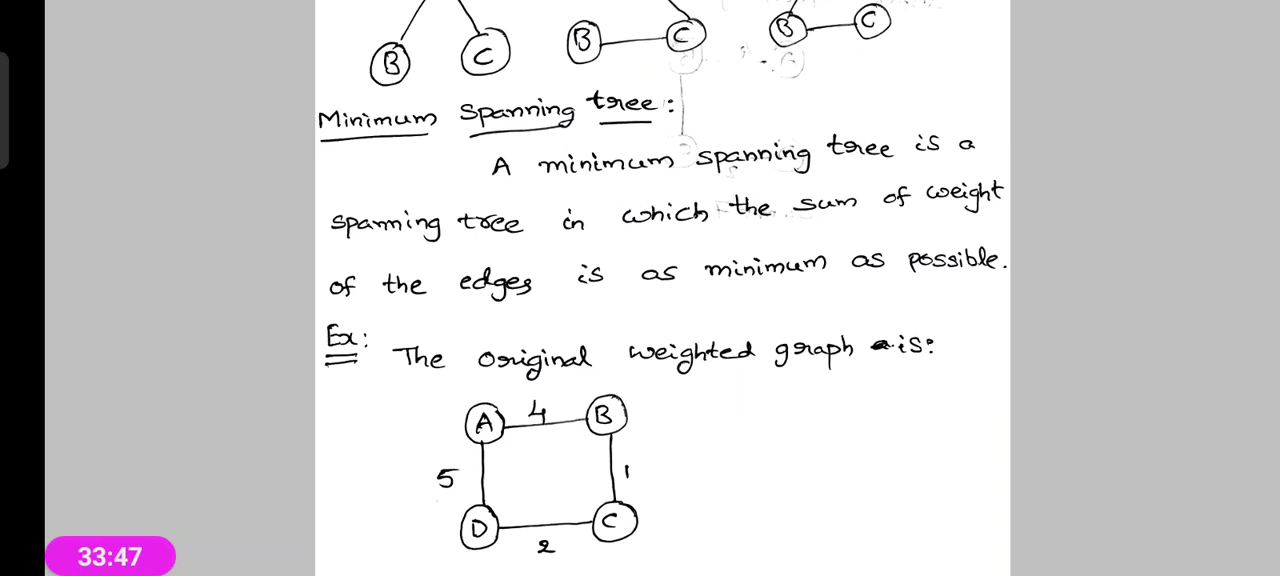 B C B C B C
Minimum Spanning tree:
A minimum spanning tree is a
spanning tree in which the sum of weight
of the edges is as minimum as possible.
Ex: The original weighted graph is:
A 4 B
5 1
D C
2
33:47